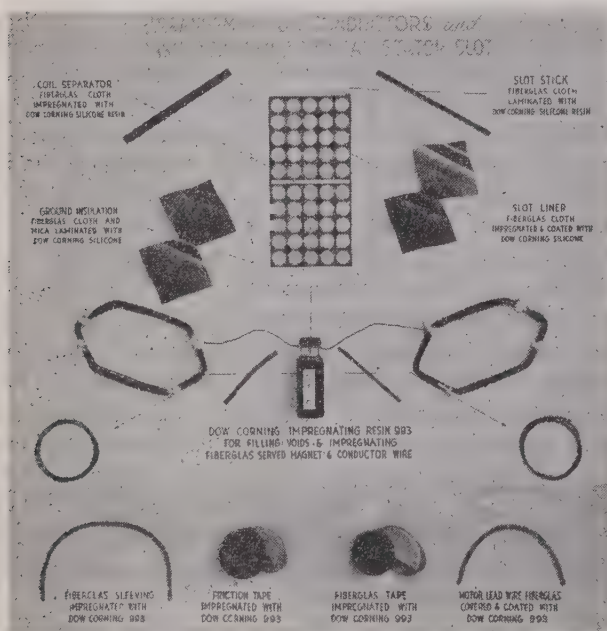 CONDUCTORS and
STATOR SLOT
COIL SEPARATOR
FIBERGLAS CLOTH
IMPREGNATED WITH
DOW CORNING SILICONE RESIN
SLOT STICK
FIBERGLAS CLOTH
LAMINATED WITH
DOW CORNING SILICONE RESIN
GROUND INSULATION
FIBERGLAS CLOTH AND
MICA LAMINATED WITH
DOW CORNING SILICONE
SLOT LINER
FIBERGLAS CLOTH
IMPREGNATED & COATED WITH
DOW CORNING SILICONE
DOW CORNING IMPREGNATING RESIN 993
FOR FILLING VOIDS & IMPREGNATING
FIBERGLAS SERVED MAGNET & CONDUCTOR WIRE
FIBERGLAS SLEEVING
IMPREGNATED WITH
DOW CORNING 993
FRICTION TAPE
IMPREGNATED WITH
DOW CORNING 993
FIBERGLAS TAPE
IMPREGNATED WITH
DOW CORNING 993
MOTOR LEAD WIRE FIBERGLAS
COVERED & COATED WITH
DOW CORNING 993